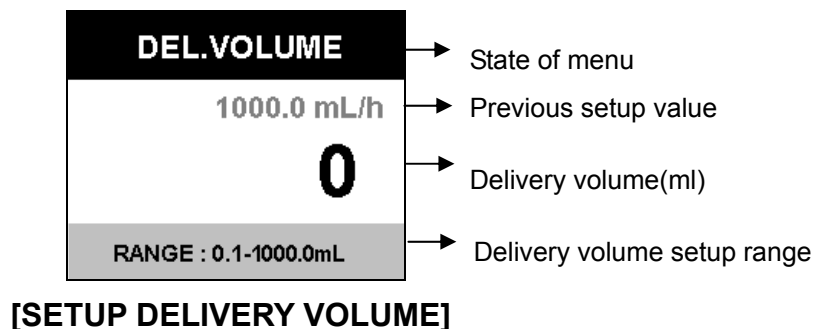 DEL.VOLUME
State of menu
1000.0 mL/h
Previous setup value
0
Delivery volume(ml)
RANGE : 0.1-1000.0mL
Delivery volume setup range
[SETUP DELIVERY VOLUME]